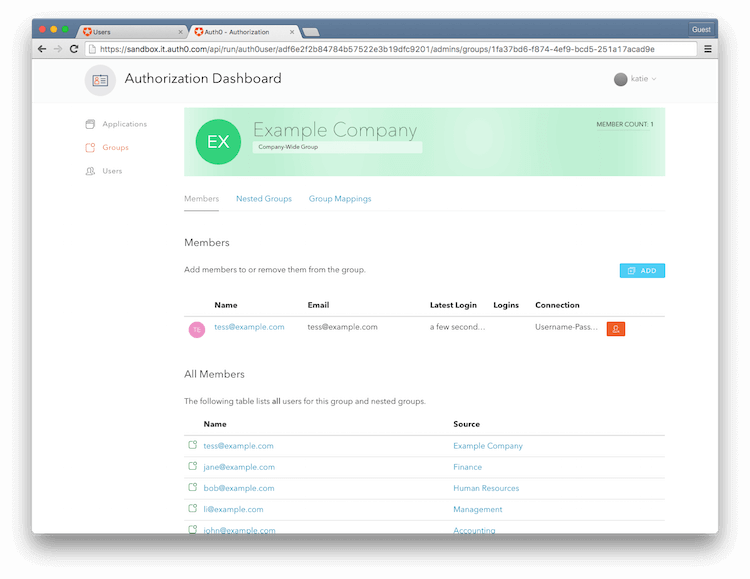 Users
Auth0 - Authorization
Guest
https://sandbox.it.auth0.com/api/run/auth0user/adf6e2f2b84784b57522e3b19dfc9201/admins/groups/1fa37bd6-f874-4ef9-bcd5-251a17acad9e
Authorization Dashboard
katie
Applications
Groups
Users
EX
Example Company
Company-Wide Group
MEMBER COUNT: 1
Members Nested Groups Group Mappings
Members
Add members to or remove them from the group.
ADD
Name Email Latest Login Logins Connection
TE tess@example.com tess@example.com a few second... Username-Pass...
All Members
The following table lists all users for this group and nested groups.
Name Source
tess@example.com Example Company
jane@example.com Finance
bob@example.com Human Resources
li@example.com Management
john@example.com Accounting